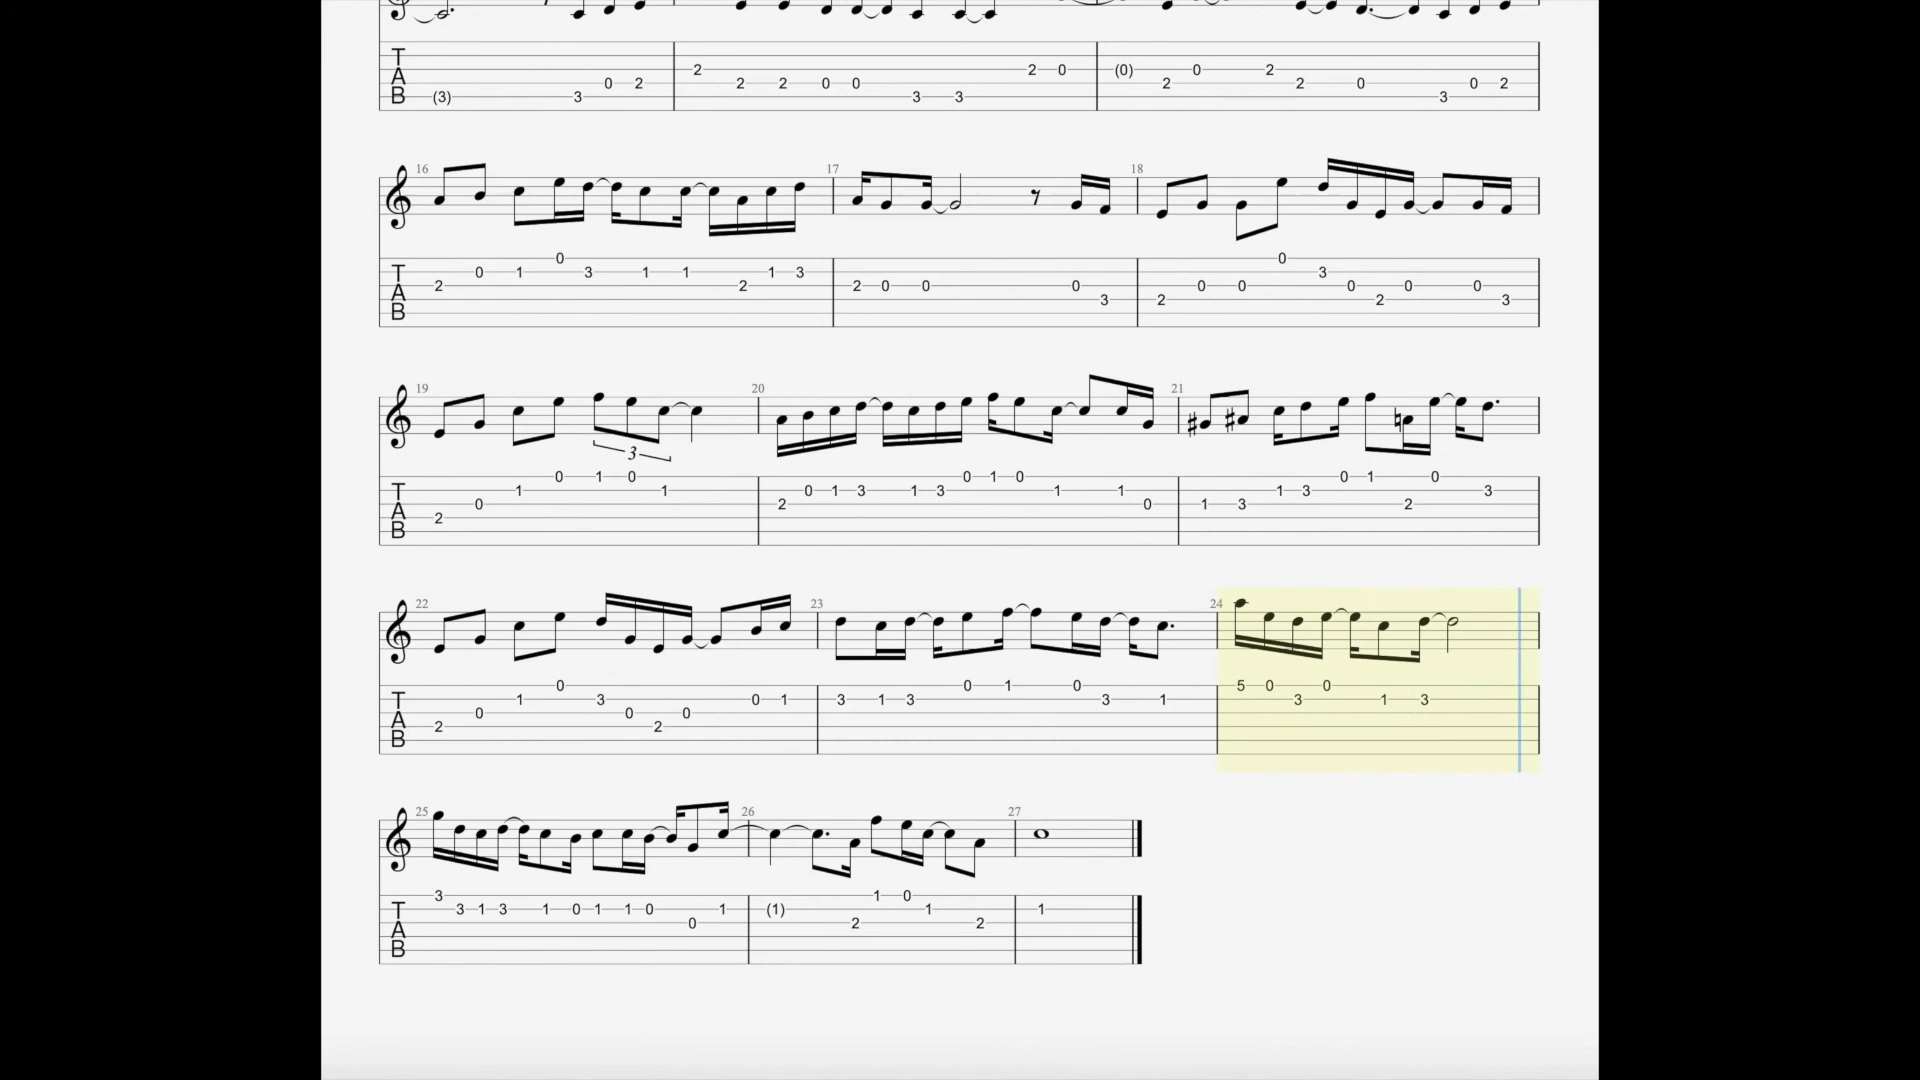 T 2 0 (0) 0 2
A 0 2 2 2 0 0 2 2 0 0 2
B (3) 3 3 3 3
16 17 18
0 0
T 0 1 3 1 1 1 3 3
A 2 2 2 0 0 0 3 2 0 0 0 2 0 0 3
B
19 20 21
3
0 1 0 0 1 0 0 1 0
T 1 1 0 1 3 1 3 1 1 1 3 3
A 2 0 2 0 1 3 2
B
22 23 24
0 0 1 0 5 0 0
T 1 3 0 1 3 1 3 3 1 3 1 3
A 2 0 0 2 0
B
25 26 27
3 1 0
T 3 1 3 1 0 1 1 0 1 (1) 1 1
A 0 2 2
B